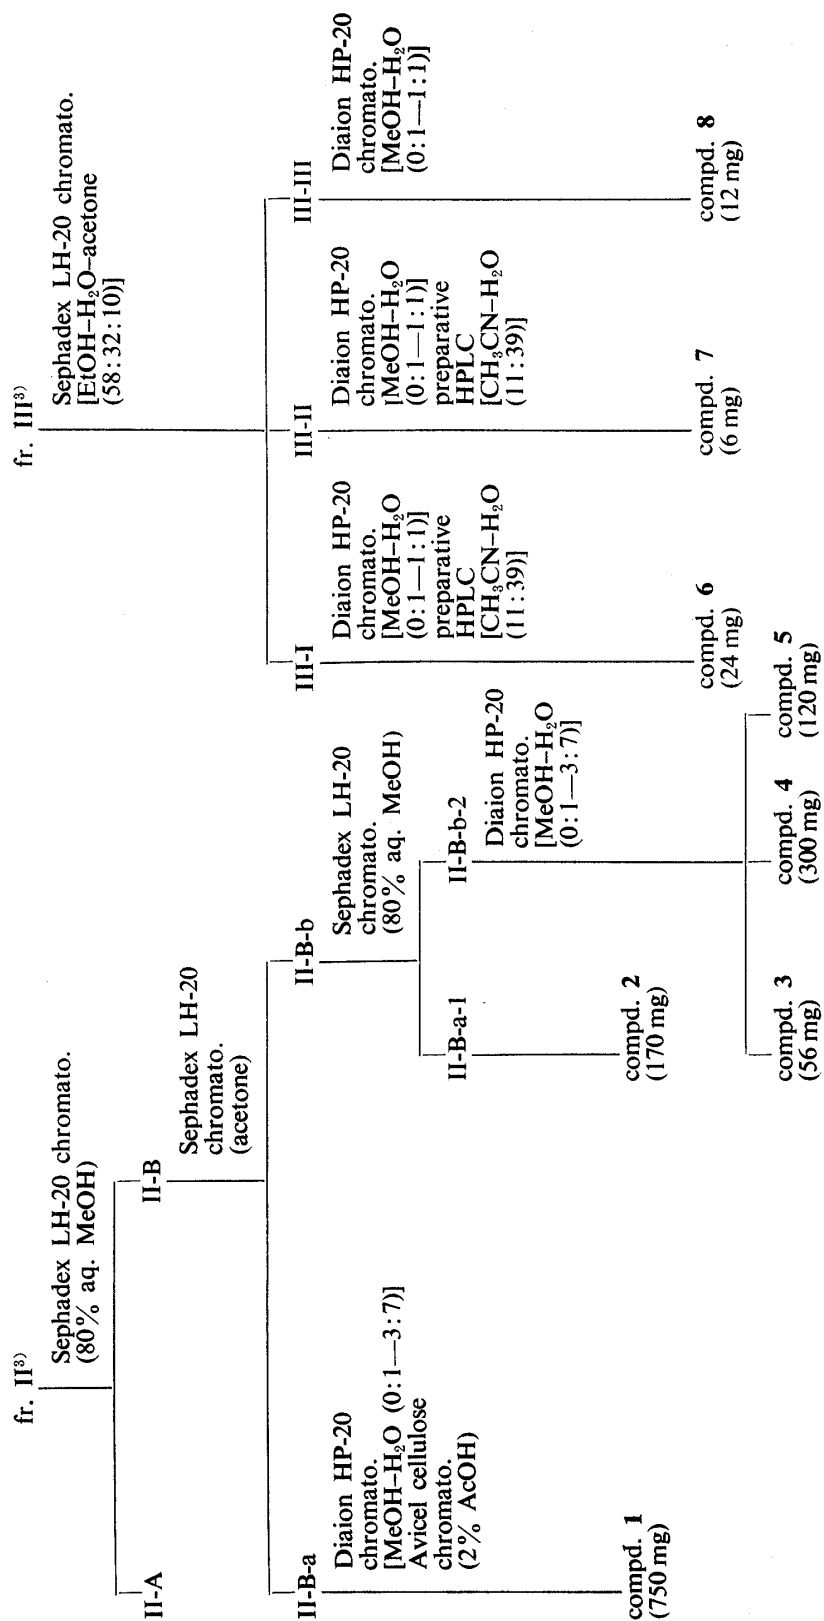 fr. II³⁾
Sephadex LH-20 chromato.
(80% aq. MeOH)
II-A
II-B
Sephadex LH-20
chromato.
(acetone)
II-B-a
Diaion HP-20
chromato.
[MeOH–H₂O (0:1—3:7)]
Avicel cellulose
chromato.
(2% AcOH)
compd. 1
(750 mg)
II-B-b
Sephadex LH-20
chromato.
(80% aq. MeOH)
II-B-a-1
compd. 2
(170 mg)
II-B-b-2
Diaion HP-20
chromato.
[MeOH–H₂O
(0:1—3:7)]
compd. 3
(56 mg)
compd. 4
(300 mg)
compd. 5
(120 mg)
fr. III³⁾
Sephadex LH-20 chromato.
[EtOH–H₂O–acetone
(58:32:10)]
III-I
Diaion HP-20
chromato.
[MeOH–H₂O
(0:1—1:1)]
preparative
HPLC
[CH₃CN–H₂O
(11:39)]
compd. 6
(24 mg)
III-II
Diaion HP-20
chromato.
[MeOH–H₂O
(0:1—1:1)]
preparative
HPLC
[CH₃CN–H₂O
(11:39)]
compd. 7
(6 mg)
III-III
Diaion HP-20
chromato.
[MeOH–H₂O
(0:1—1:1)]
compd. 8
(12 mg)